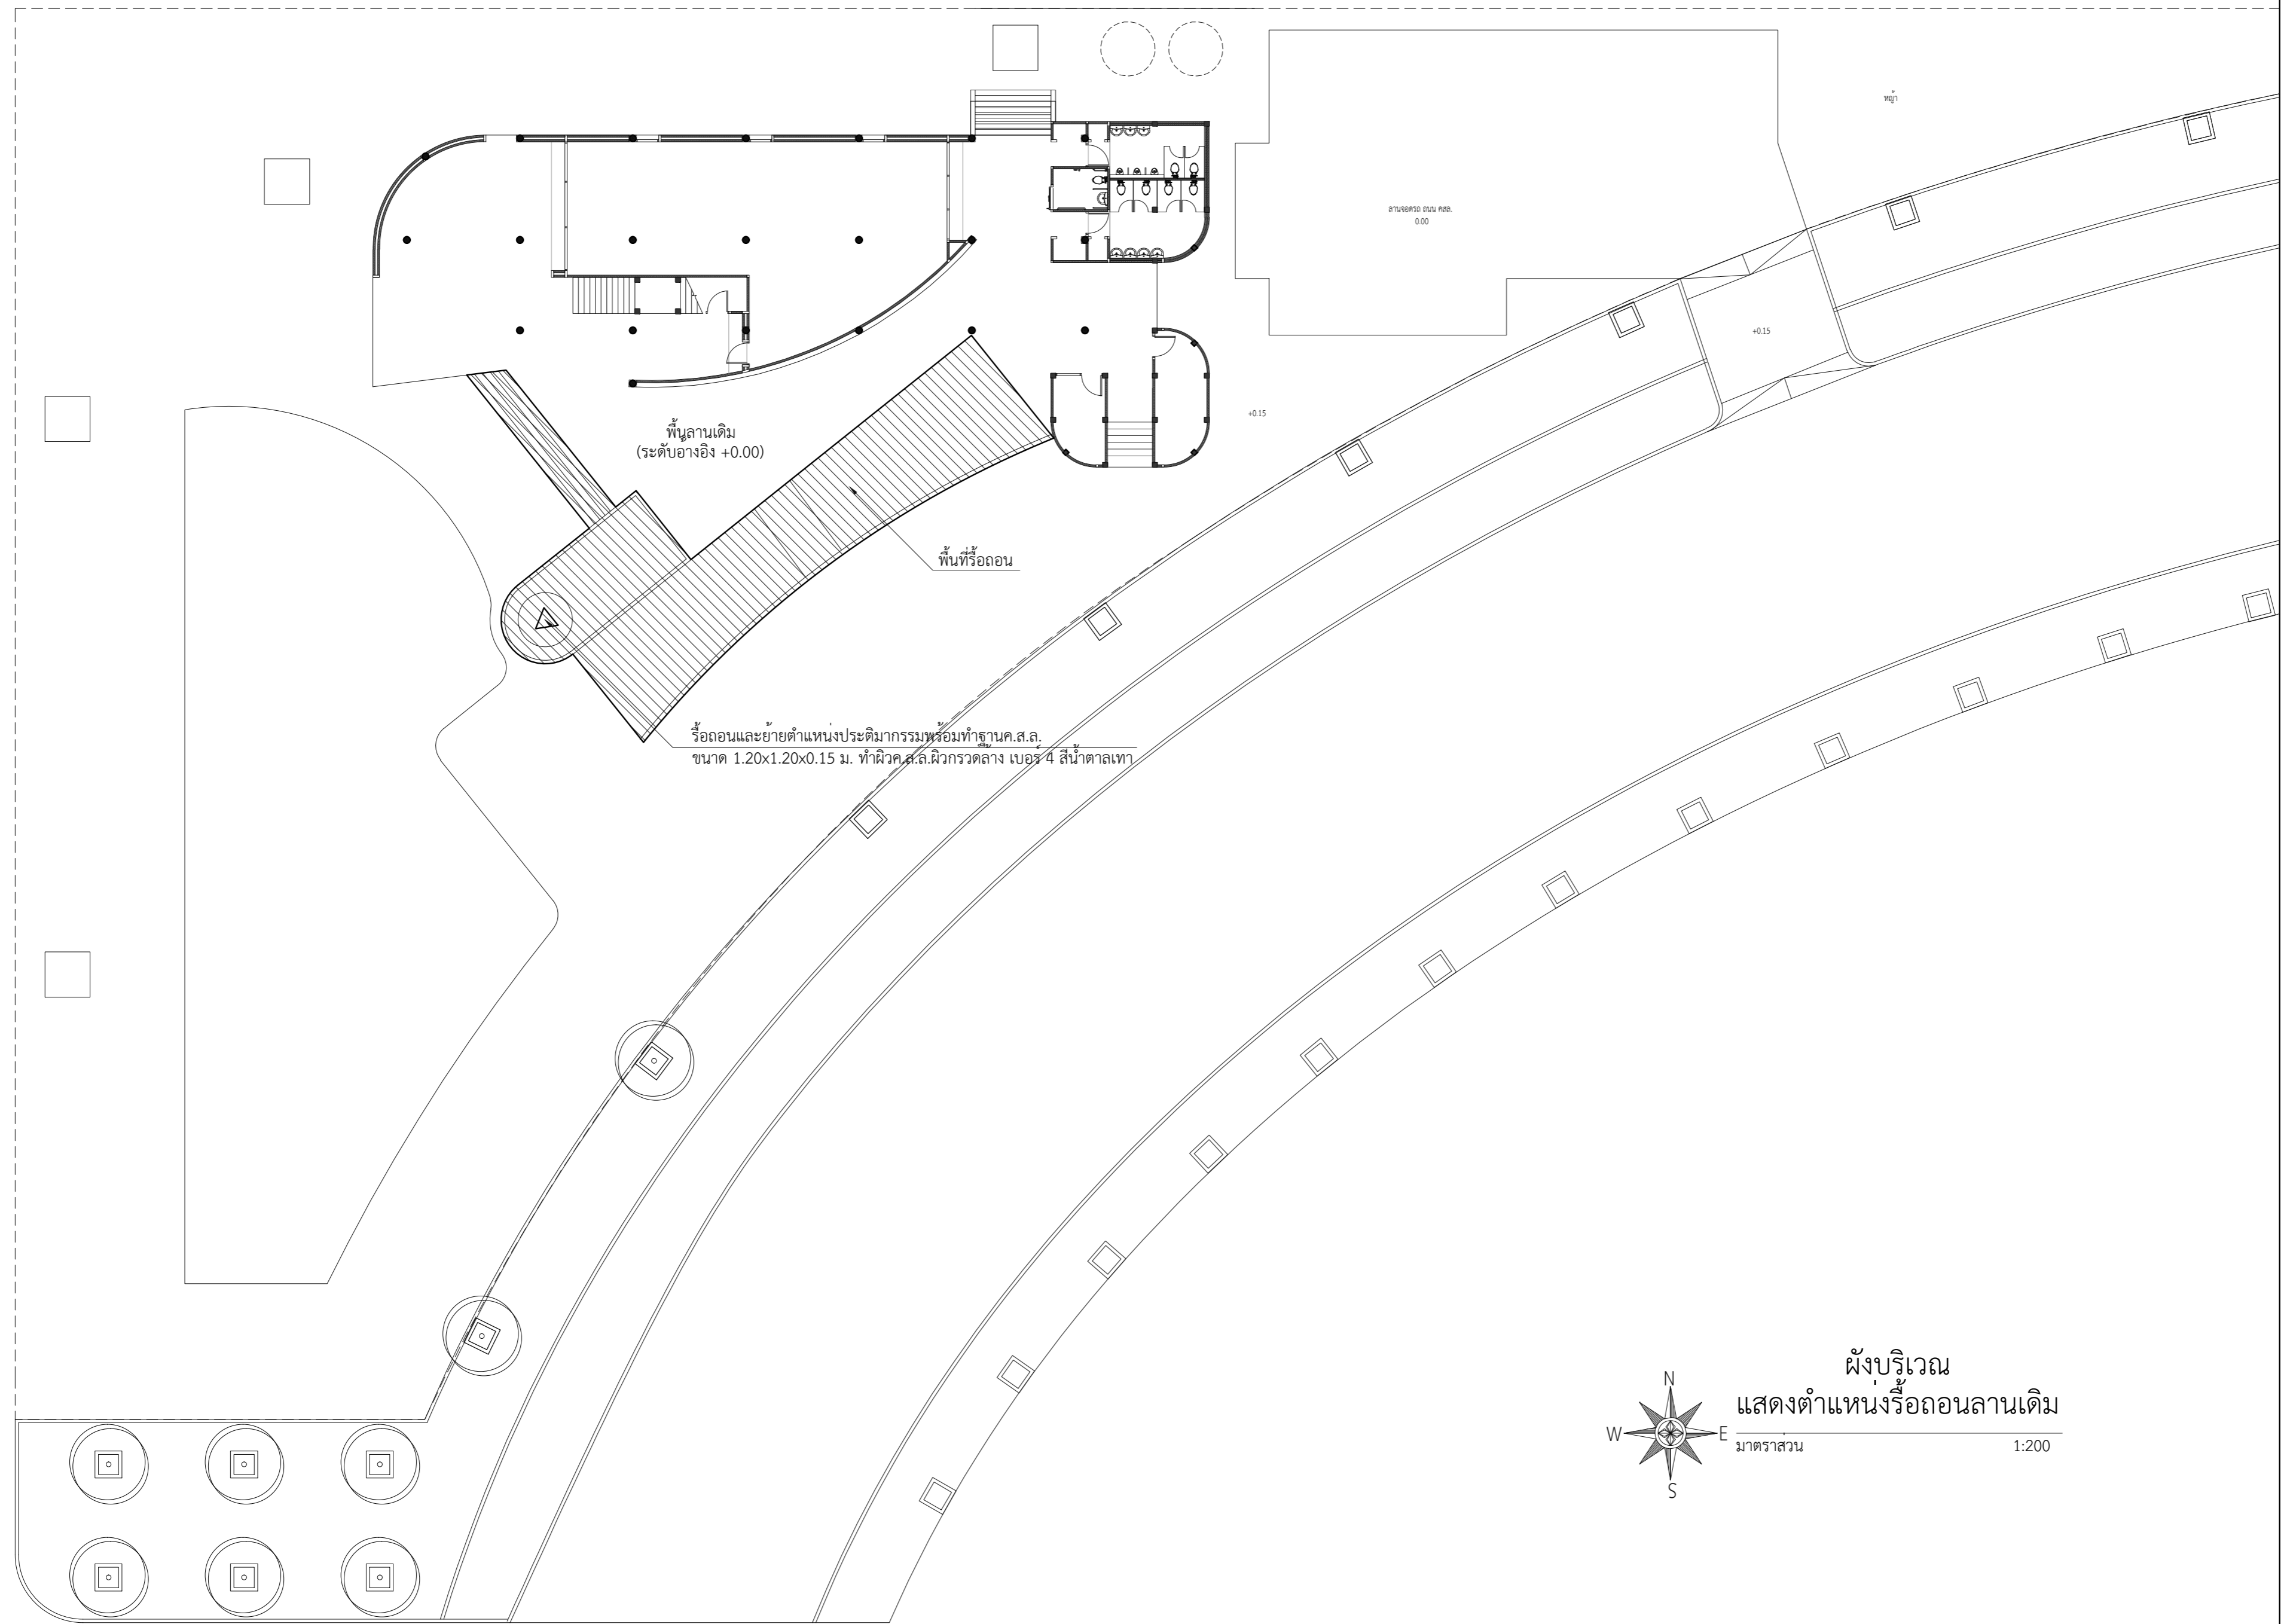 หญ้า
ลานจอดรถ ถนน คสล.
0.00
+0.15
+0.15
พื้นลานเดิม
(ระดับอ้างอิง +0.00)
พื้นที่รื้อถอน
รื้อถอนและย้ายตำแหน่งประติมากรรมพร้อมทำฐานค.ส.ล.
ขนาด 1.20x1.20x0.15 ม. ทำผิวค.ส.ล.ผิวกรวดล้าง เบอร์ 4 สีน้ำตาลเทา
ผังบริเวณ
แสดงตำแหน่งรื้อถอนลานเดิม
มาตราส่วน 1:200
N
W
E
S